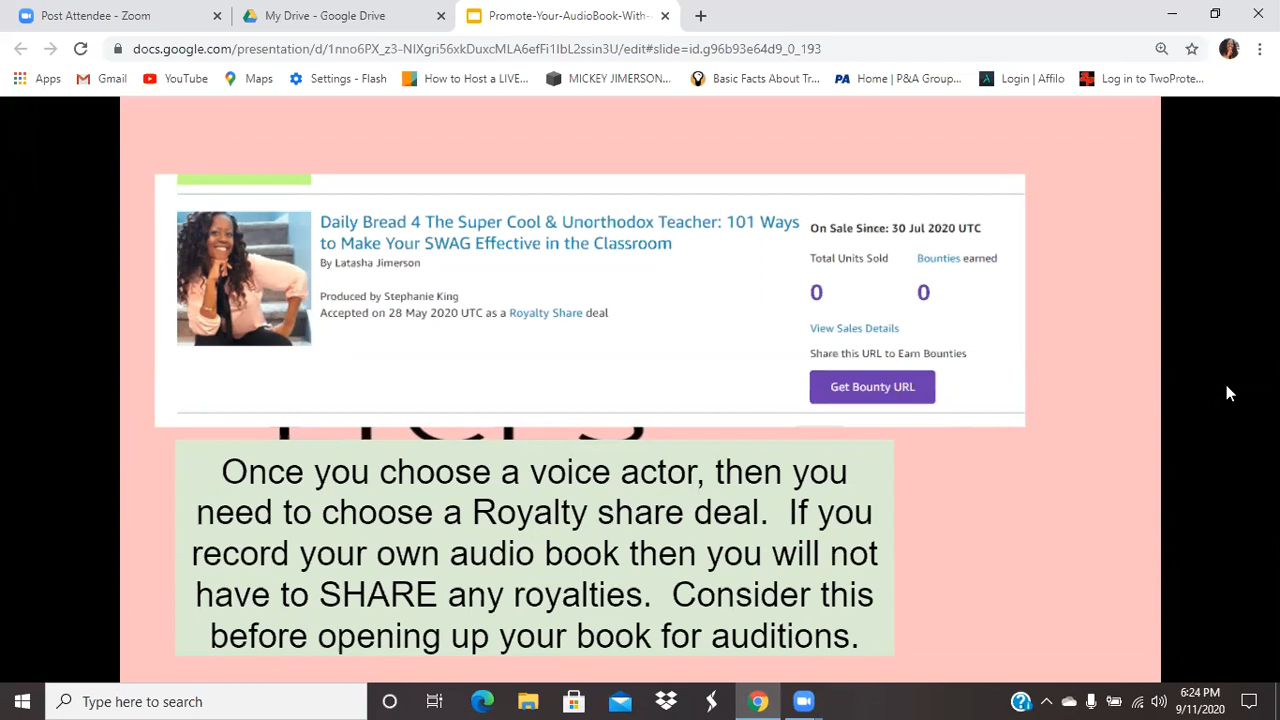 Post Attendee - Zoom
My Drive - Google Drive
Promote-Your-AudioBook-With-
docs.google.com/presentation/d/1nno6PX_z3-NIXgri56xkDuxcMLA6efFi1IbL2ssin3U/edit#slide=id.g96b93e64d9_0_193
Apps
Gmail
YouTube
Maps
Settings - Flash
How to Host a LIVE...
MICKEY JIMERSON...
Basic Facts About Tr...
PA Home | P&A Group...
Login | Affilo
Log in to TwoProte...
Daily Bread 4 The Super Cool & Unorthodox Teacher: 101 Ways
to Make Your SWAG Effective in the Classroom
By Latasha Jimerson
Produced by Stephanie King
Accepted on 28 May 2020 UTC as a Royalty Share deal
On Sale Since: 30 Jul 2020 UTC
Total Units Sold
Bounties earned
0
0
View Sales Details
Share this URL to Earn Bounties
Get Bounty URL
Once you choose a voice actor, then you
need to choose a Royalty share deal.  If you
record your own audio book then you will not
have to SHARE any royalties.  Consider this
before opening up your book for auditions.
Type here to search
6:24 PM
9/11/2020